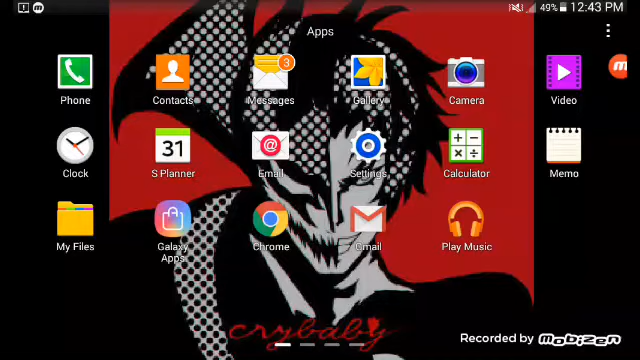 49% 12:43 PM
Apps
Phone
Contacts
3
Messages
Gallery
Camera
Video
Clock
31
S Planner
Email
Settings
Calculator
Memo
My Files
Galaxy
Apps
Chrome
Gmail
Play Music
crybaby
Recorded by Mobizen